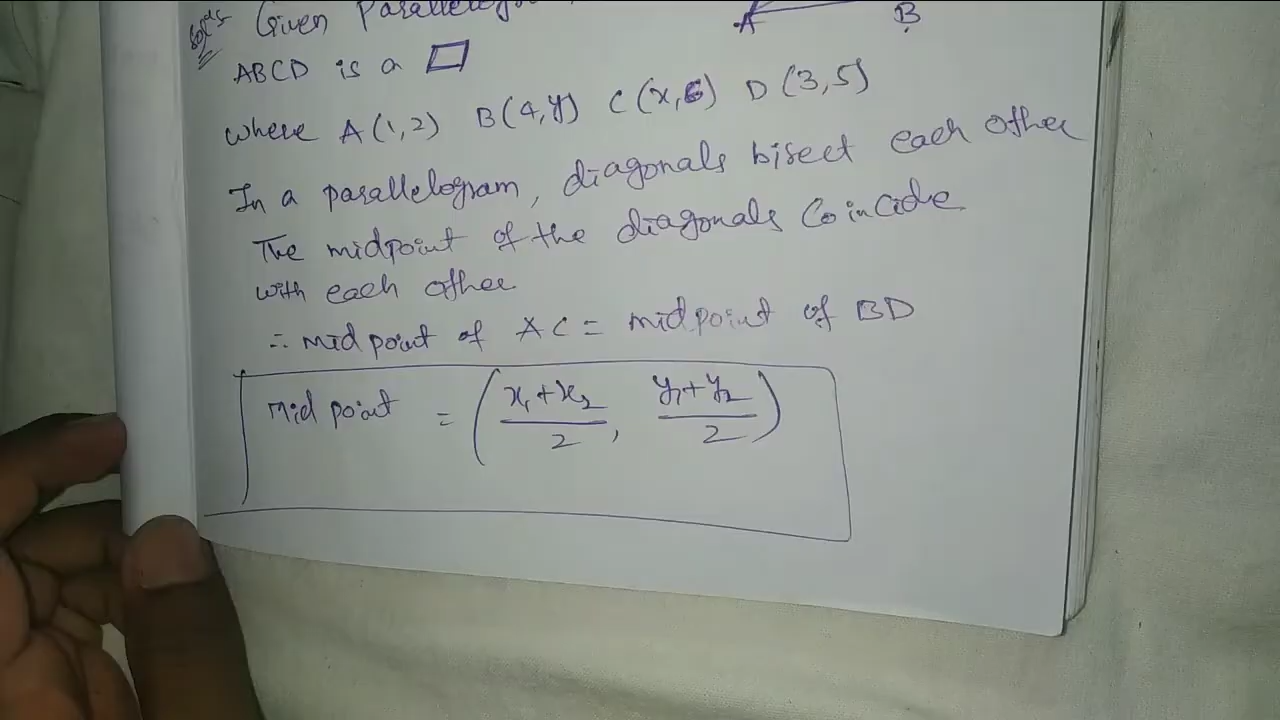 Solns Given Parallelog
A
B
ABCD is a ▱
where A(1,2) B(4,y) C(x,6) D(3,5)
In a parallelogram, diagonals bisect each other
The midpoint of the diagonals Coincide
with each other
∴ midpoint of AC = midpoint of BD
Mid point = (x₁+x₂/2, y₁+y₂/2)